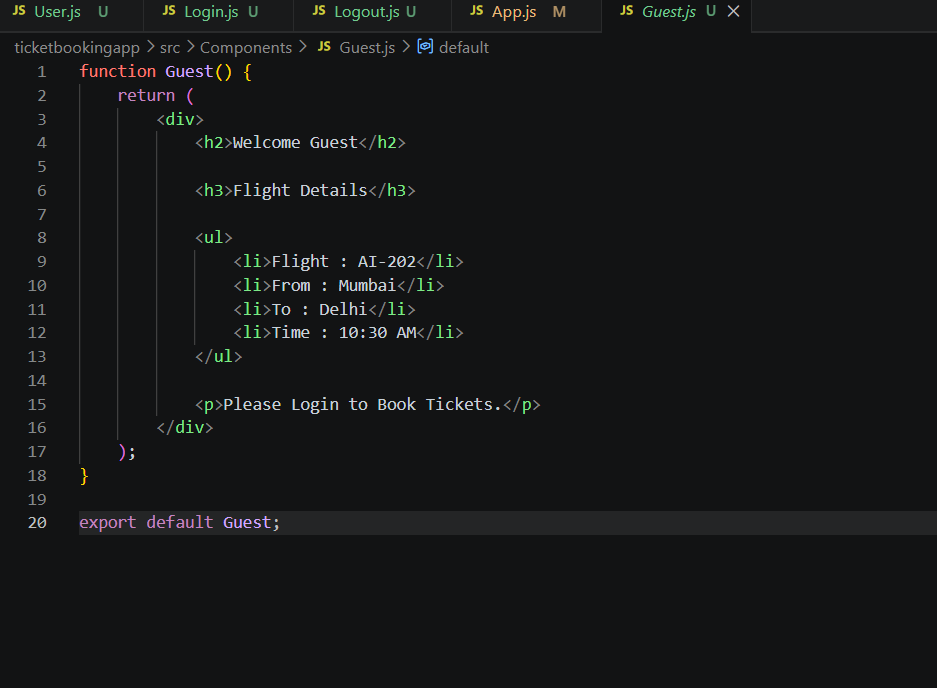 JS User.js U JS Login.js U JS Logout.js U JS App.js M JS Guest.js U
ticketbookingapp > src > Components > JS Guest.js > default
1 function Guest() {
2     return (
3         <div>
4             <h2>Welcome Guest</h2>
5
6             <h3>Flight Details</h3>
7
8             <ul>
9                 <li>Flight : AI-202</li>
10                 <li>From : Mumbai</li>
11                 <li>To : Delhi</li>
12                 <li>Time : 10:30 AM</li>
13             </ul>
14
15             <p>Please Login to Book Tickets.</p>
16         </div>
17     );
18 }
19
20 export default Guest;